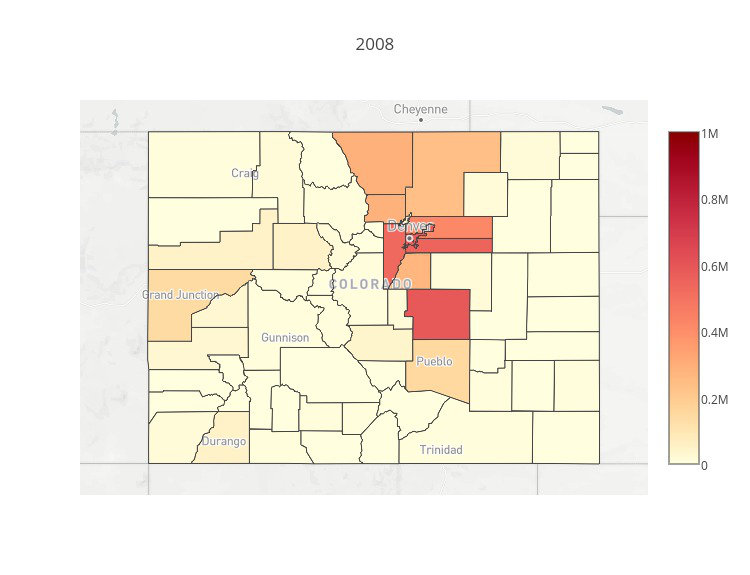 2008
Cheyenne
1M
Craig
0.8M
Denver
0.6M
COLORADO
Grand Junction
0.4M
Gunnison
Pueblo
0.2M
Durango
Trinidad
0